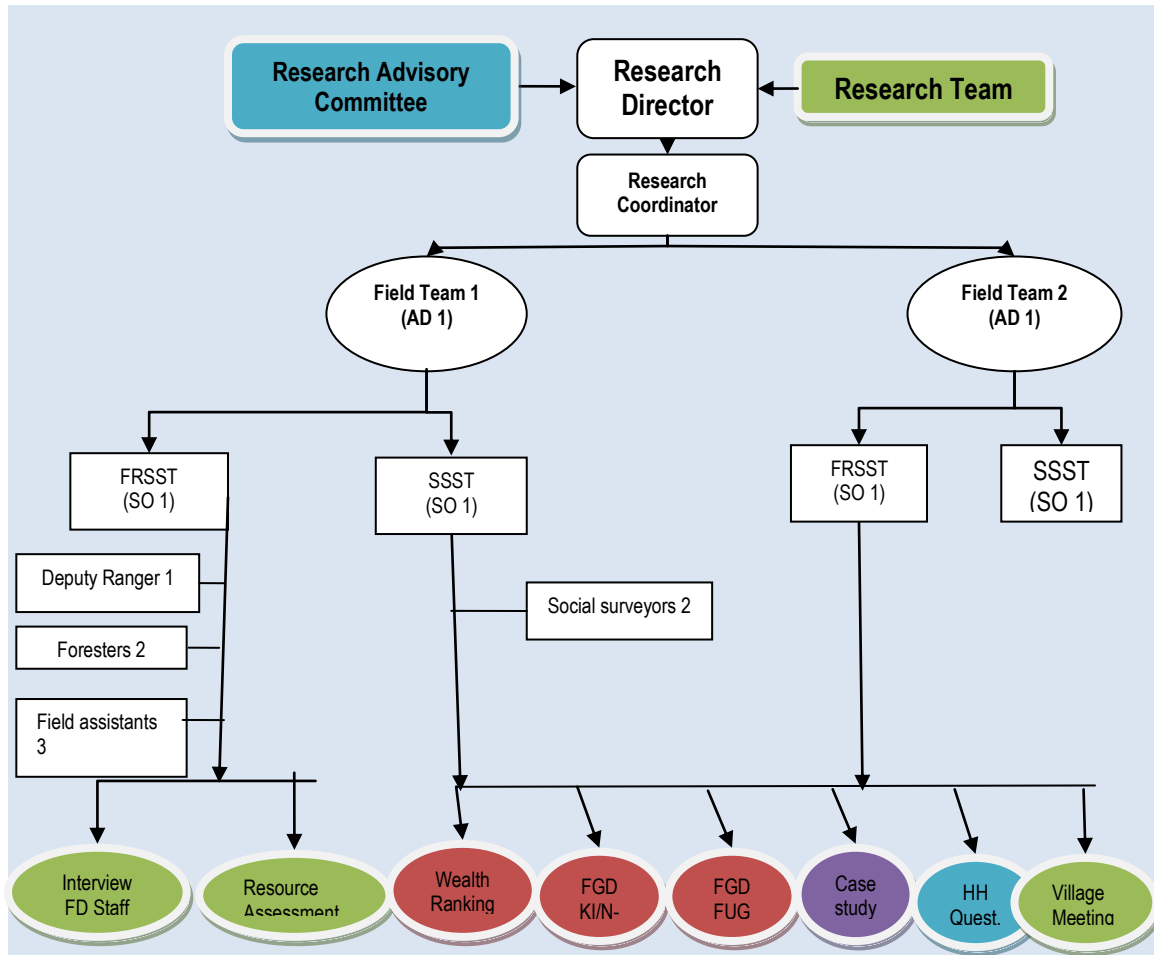 Research Advisory
Committee
Research
Director
Research Team
Research
Coordinator
Field Team 1
(AD 1)
Field Team 2
(AD 1)
FRSST
(SO 1)
SSST
(SO 1)
FRSST
(SO 1)
SSST
(SO 1)
Deputy Ranger 1
Social surveyors 2
Foresters 2
Field assistants
3
Interview
FD Staff
Resource
Assessment
Wealth
Ranking
FGD
KI/N-
FGD
FUG
Case
study
HH
Quest.
Village
Meeting